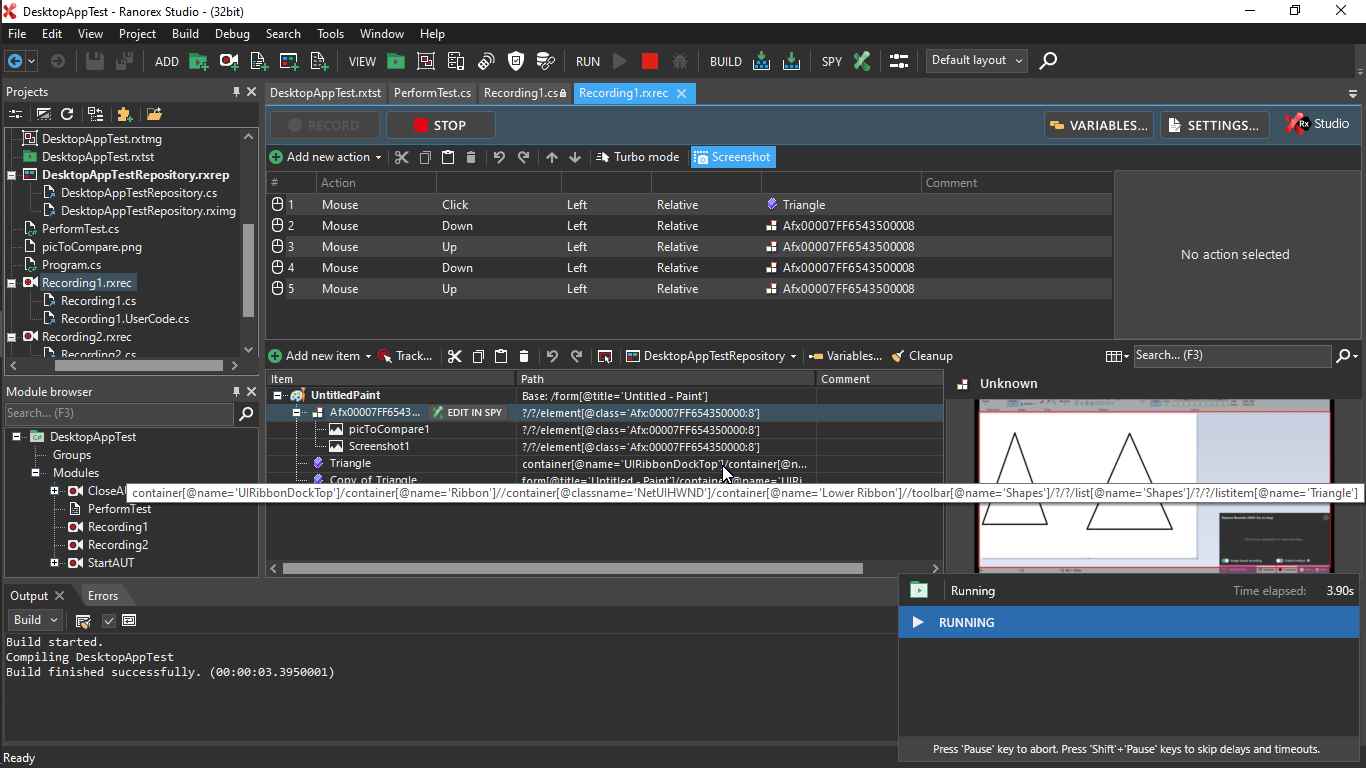 DesktopAppTest - Ranorex Studio - (32bit)
File Edit View Project Build Debug Search Tools Window Help
ADD VIEW RUN BUILD SPY Default layout
Projects
DesktopAppTest.rxtmg
DesktopAppTest.rxtst
DesktopAppTestRepository.rxrep
DesktopAppTestRepository.cs
DesktopAppTestRepository.rximg
PerformTest.cs
picToCompare.png
Program.cs
Recording1.rxrec
Recording1.cs
Recording1.UserCode.cs
Recording2.rxrec
Recording2.cs
Module browser
Search... (F3)
DesktopAppTest
Groups
Modules
CloseAU
PerformTest
Recording1
Recording2
StartAUT
DesktopAppTest.rxtst PerformTest.cs Recording1.cs Recording1.rxrec
RECORD STOP VARIABLES... SETTINGS... Rx Studio
Add new action Turbo mode Screenshot
# Action Comment
1 Mouse Click Left Relative Triangle
2 Mouse Down Left Relative Afx00007FF6543500008
3 Mouse Up Left Relative Afx00007FF6543500008
4 Mouse Down Left Relative Afx00007FF6543500008
5 Mouse Up Left Relative Afx00007FF6543500008
No action selected
Add new item Track... DesktopAppTestRepository Variables... Cleanup Search... (F3)
Item Path Comment
UntitledPaint Base: /form[@title='Untitled - Paint']
Afx00007FF6543... EDIT IN SPY ?/?/element[@class='Afx:00007FF654350000:8']
picToCompare1 ?/?/element[@class='Afx:00007FF654350000:8']
Screenshot1 ?/?/element[@class='Afx:00007FF654350000:8']
Triangle container[@name='UIRibbonDockTop']/container[@n...
Copy of Triangle form[@title='Untitled - Paint']/container[@name='UIRi
container[@name='UIRibbonDockTop']/container[@name='Ribbon']//container[@classname='NetUIHWND']/container[@name='Lower Ribbon']//toolbar[@name='Shapes']/?/?/list[@name='Shapes']/?/?/listitem[@name='Triangle']
Unknown
Output Errors
Build
Build started.
Compiling DesktopAppTest
Build finished successfully. (00:00:03.3950001)
Ready
Running Time elapsed: 3.90s
RUNNING
Press 'Pause' key to abort. Press 'Shift'+'Pause' keys to skip delays and timeouts.